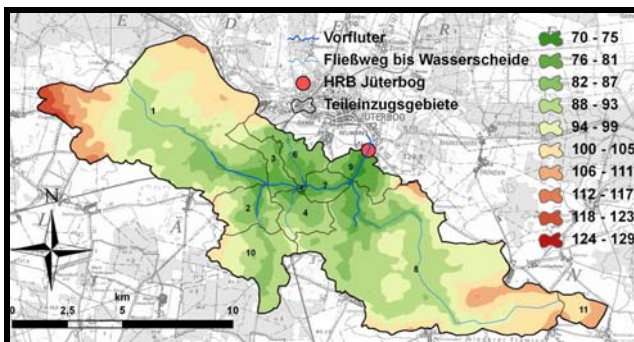 Vorfluter
Fließweg bis Wasserscheide
HRB Jüterbog
Teileinzugsgebiete
70 - 75
76 - 81
82 - 87
88 - 93
94 - 99
100 - 105
106 - 111
112 - 117
118 - 123
124 - 129
JÜTERBOG
1
3
6
9
7
2
4
10
8
11
N
km
0 2,5 5 10